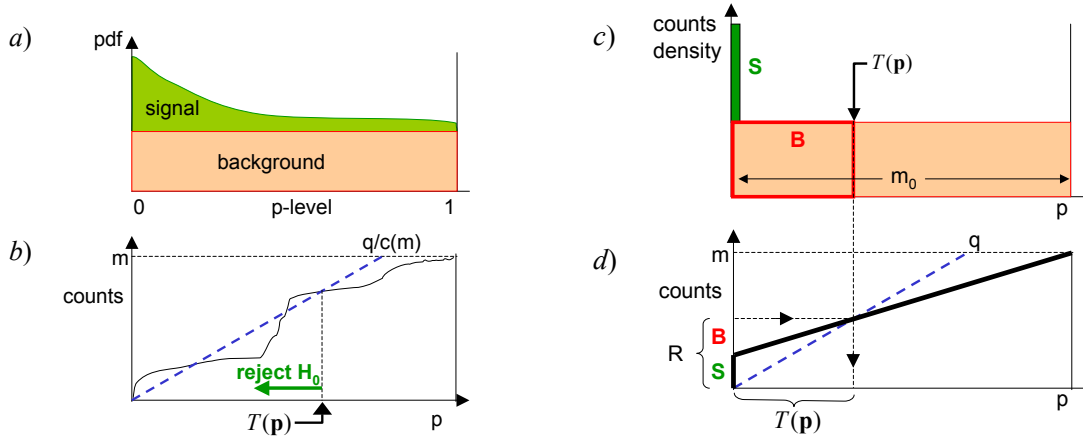 a)
pdf
signal
background
0
p-level
1
b)
m
q/c(m)
counts
reject H₀
T(p)
p
c)
counts
density
S
T(p)
B
m₀
p
d)
m
q
counts
R
B
S
T(p)
p